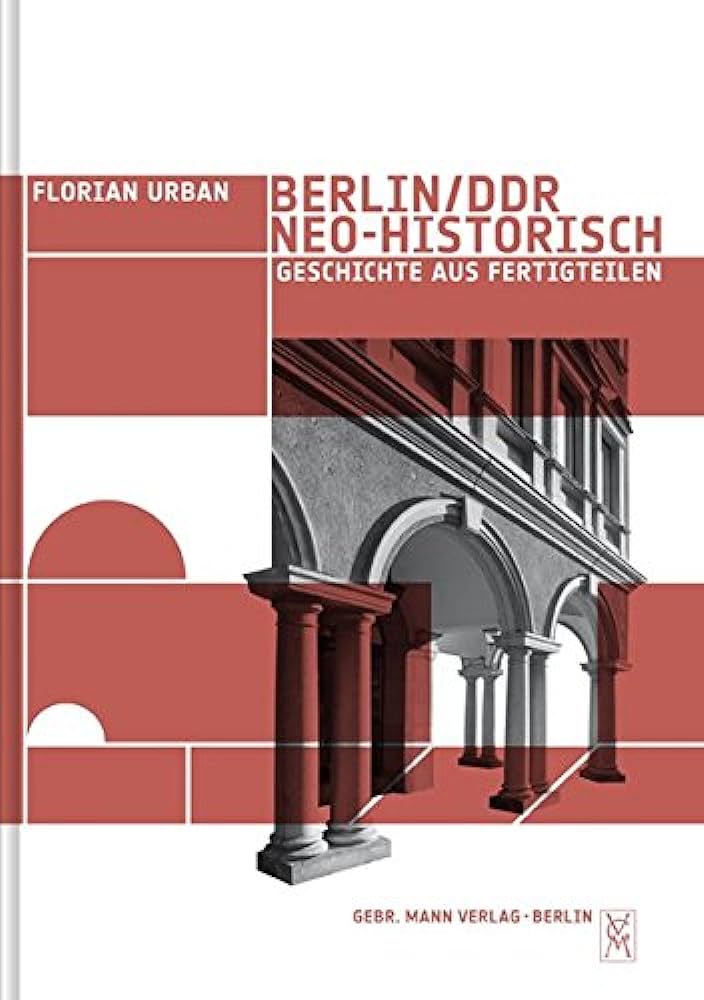 FLORIAN URBAN
BERLIN/DDR
NEO-HISTORISCH
GESCHICHTE AUS FERTIGTEILEN
GEBR. MANN VERLAG · BERLIN